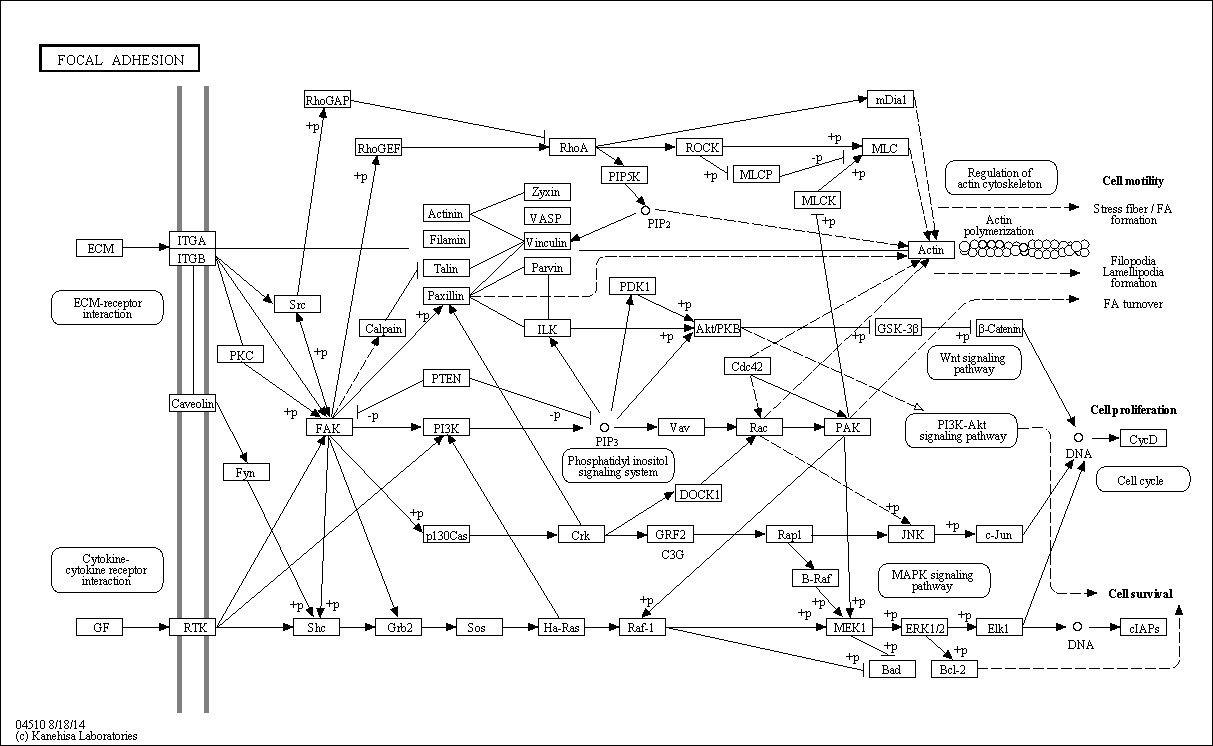 FOCAL ADHESION
RhoGAP
mDia1
+p
RhoGEF
RhoA
ROCK
+p
MLC
-p
+p
+p
PIP5K
+p
MLCP
Regulation of
actin cytoskeleton
Cell motility
Zyxin
MLCK
Actinin
VASP
PIP2
+p
Stress fiber / FA
formation
ITGA
Filamin
Vinculin
Actin
polymerization
ECM
ITGB
Actin
Talin
Parvin
Filopodia
Lamellipodia
formation
ECM-receptor
interaction
Src
Paxillin
PDK1
+p
FA turnover
Calpain
+p
ILK
+p
Akt/PKB
GSK-3β
+p
+p
β-Catenin
PKC
+p
Wnt signaling
pathway
Cdc42
PTEN
Caveolin
+p
-p
-p
Cell proliferation
FAK
PI3K
PIP3
Vav
Rac
PAK
PI3K-Akt
signaling pathway
DNA
CycD
Fyn
Phosphatidyl inositol
signaling system
Cell cycle
DOCK1
+p
+p
+p
p130Cas
Crk
GRF2
Rap1
JNK
c-Jun
C3G
Cytokine-
cytokine receptor
interaction
B-Raf
MAPK signaling
pathway
Cell survival
+p
+p
+p
+p
+p
+p
+p
+p
GF
RTK
Shc
Grb2
Sos
Ha-Ras
Raf-1
MEK1
ERK1/2
Elk1
DNA
cIAPs
+p
+p
+p
Bad
Bcl-2
04510 8/18/14
(c) Kanehisa Laboratories